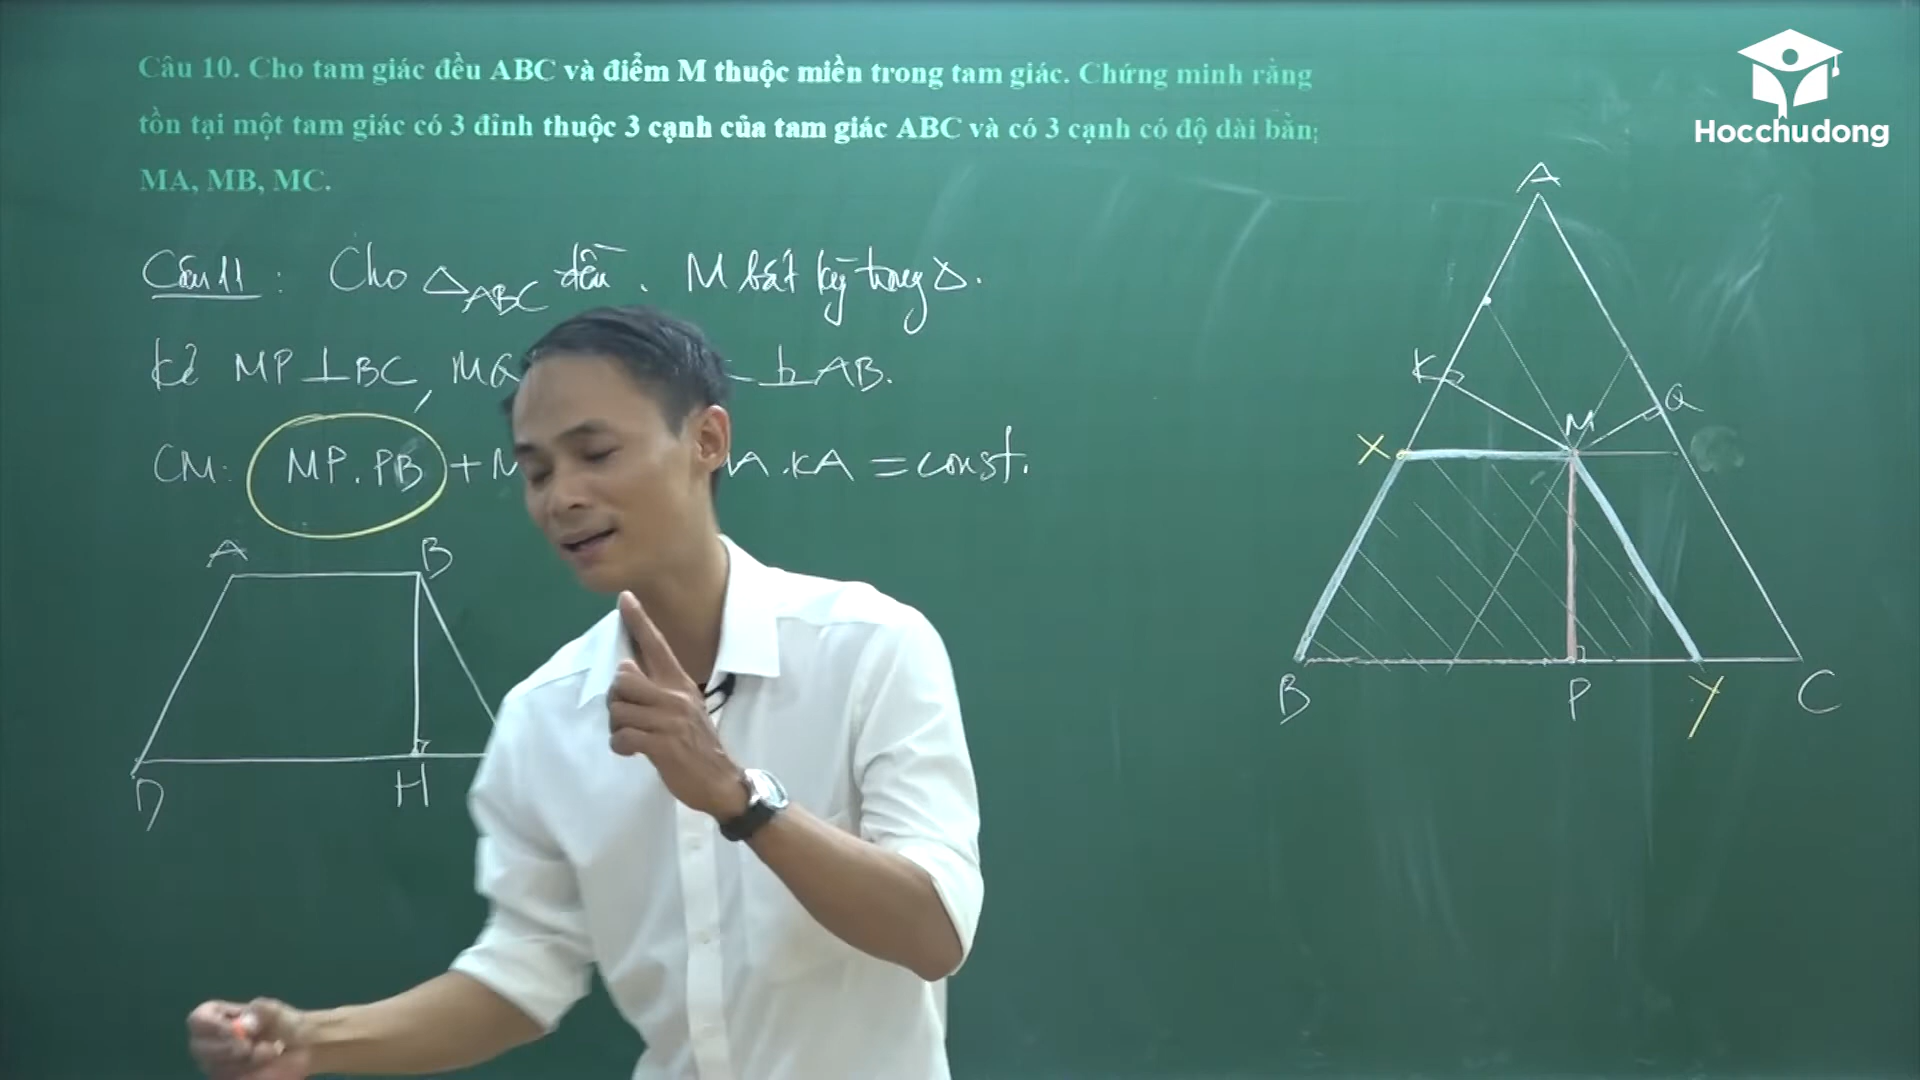 Câu 10. Cho tam giác đều ABC và điểm M thuộc miền trong tam giác. Chứng minh rằng
tồn tại một tam giác có 3 đỉnh thuộc 3 cạnh của tam giác ABC và có 3 cạnh có độ dài bằng
MA, MB, MC.
Hocchudong
Câu 11 : Cho △ABC đều. M bất kỳ trong △.
Kẻ MP ⊥ BC, MQ ⊥ AB.
CM: MP.PB + M .KA = const.
A B
D H
A
K Q
M
X
B P Y C